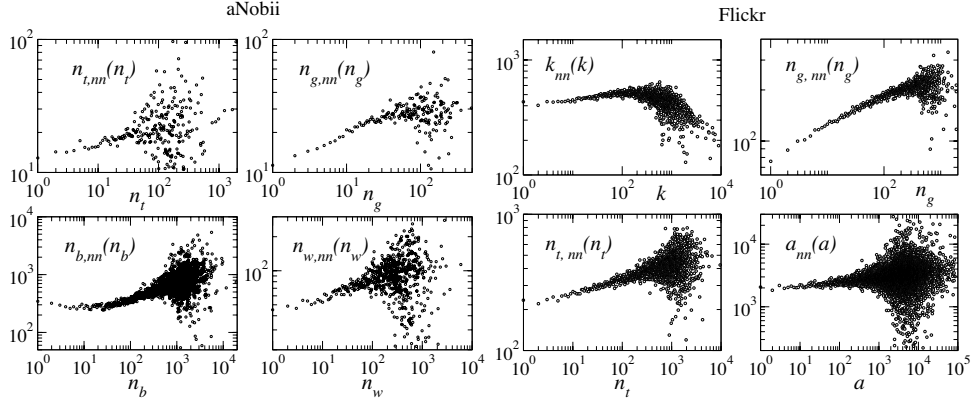 aNobii
Flickr
10^2
10^1
n_{t,nn}(n_t)
10^0 10^1 10^2 10^3
n_t
10^2
10^1
n_{g,nn}(n_g)
10^0 10^1 10^2
n_g
10^3
10^2
k_{nn}(k)
10^0 10^2 10^4
k
10^2
n_{g, nn}(n_g)
10^0 10^1 10^2 10^3
n_g
10^4
10^3
10^2
n_{b,nn}(n_b)
10^0 10^1 10^2 10^3 10^4
n_b
10^2
n_{w,nn}(n_w)
10^0 10^1 10^2 10^3 10^4
n_w
10^3
10^2
n_{t, nn}(n_t)
10^0 10^1 10^2 10^3 10^4
n_t
10^4
10^3
a_{nn}(a)
10^0 10^1 10^2 10^3 10^4 10^5
a